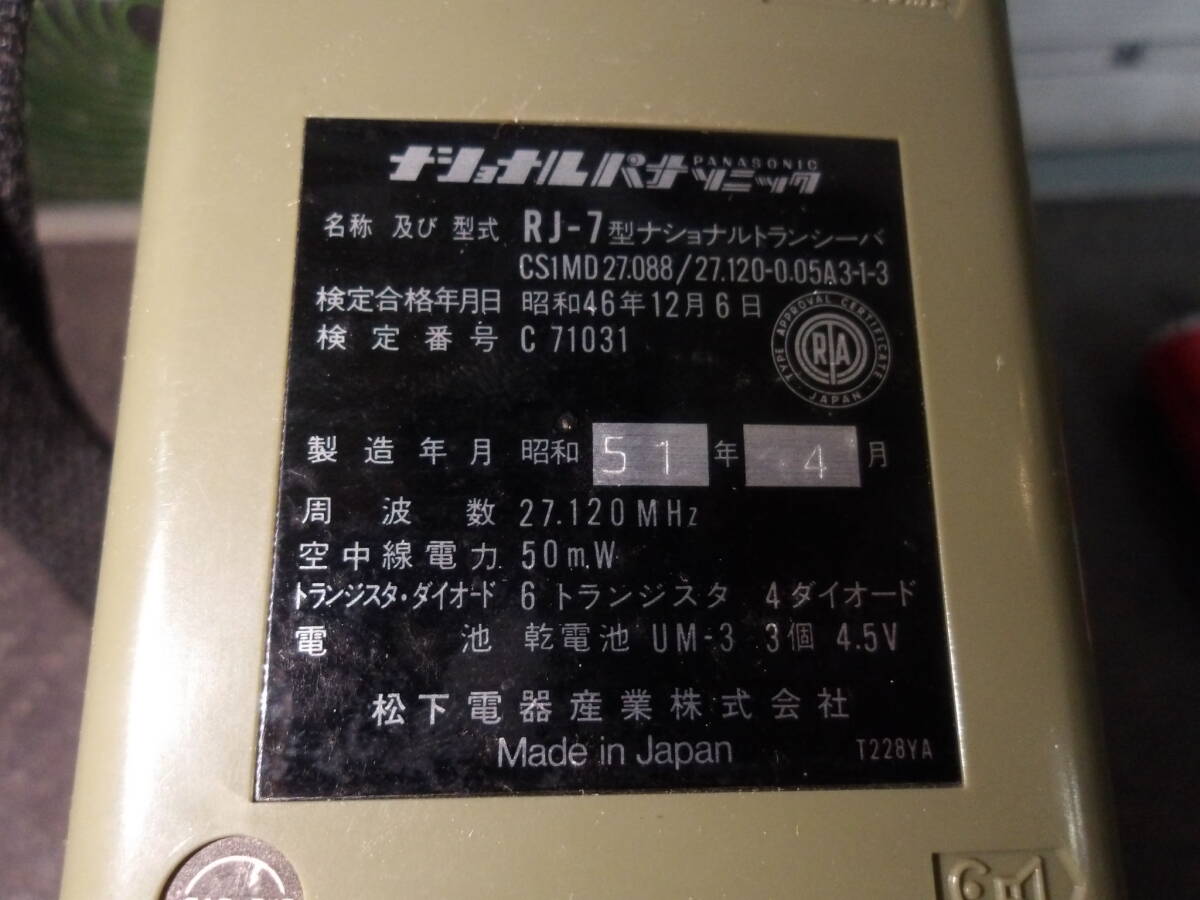 ナショナルパナソニック PANASONIC
名称 及び 型式 RJ-7型ナショナルトランシーバ
CS1MD27.088/27.120-0.05A3-1-3
検定合格年月日 昭和46年12月6日
検定番号 C 71031
TYPE APPROVAL CERTIFICATE RTA JAPAN
製造年月 昭和 51 年 4 月
周波数 27.120MHz
空中線電力 50m.W
トランジスタ・ダイオード 6 トランジスタ 4 ダイオード
電池 乾電池 UM-3 3個 4.5V
松下電器産業株式会社
Made in Japan T228YA